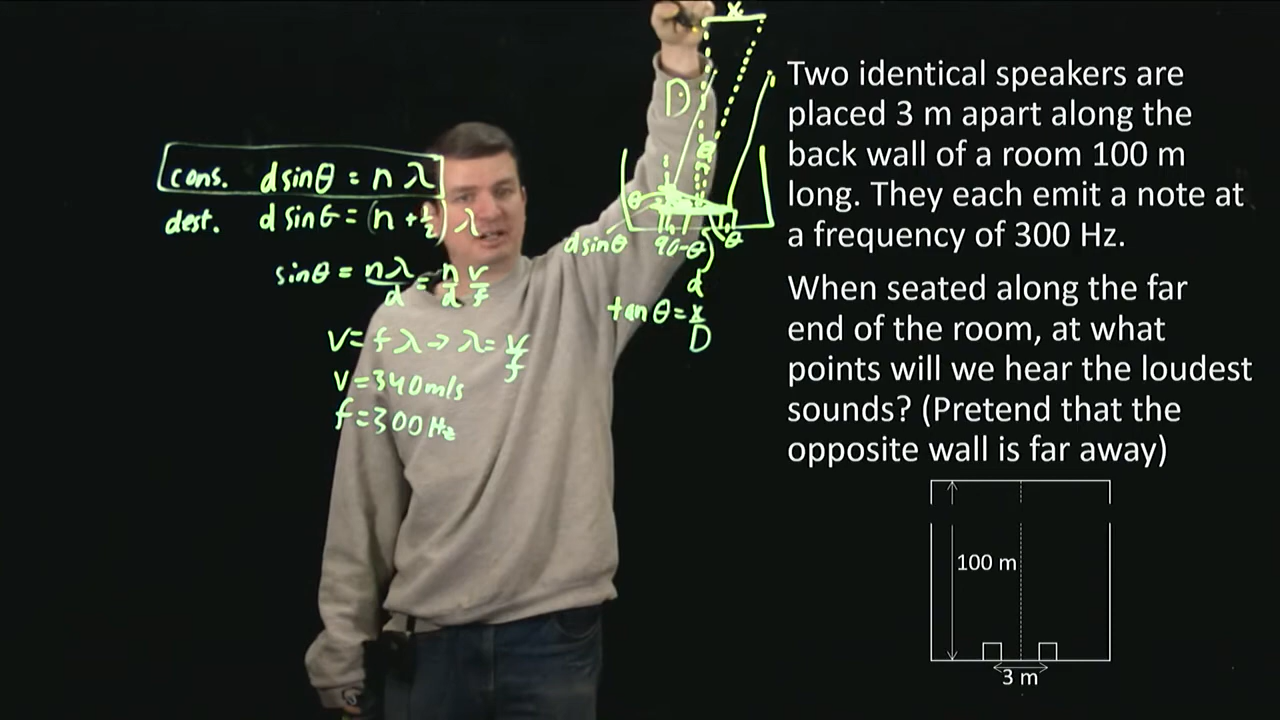 cons. d sinθ = n λ
dest. d sinθ = (n + 1/2) λ
sinθ = nλ/d = n/d v/f
V = f λ → λ = v/f
V = 340 m/s
f = 300 Hz
x
D
θ
θ
d sinθ
90-θ
θ
d
tan θ = x/D
Two identical speakers are
placed 3 m apart along the
back wall of a room 100 m
long. They each emit a note at
a frequency of 300 Hz.
When seated along the far
end of the room, at what
points will we hear the loudest
sounds? (Pretend that the
opposite wall is far away)
100 m
3 m